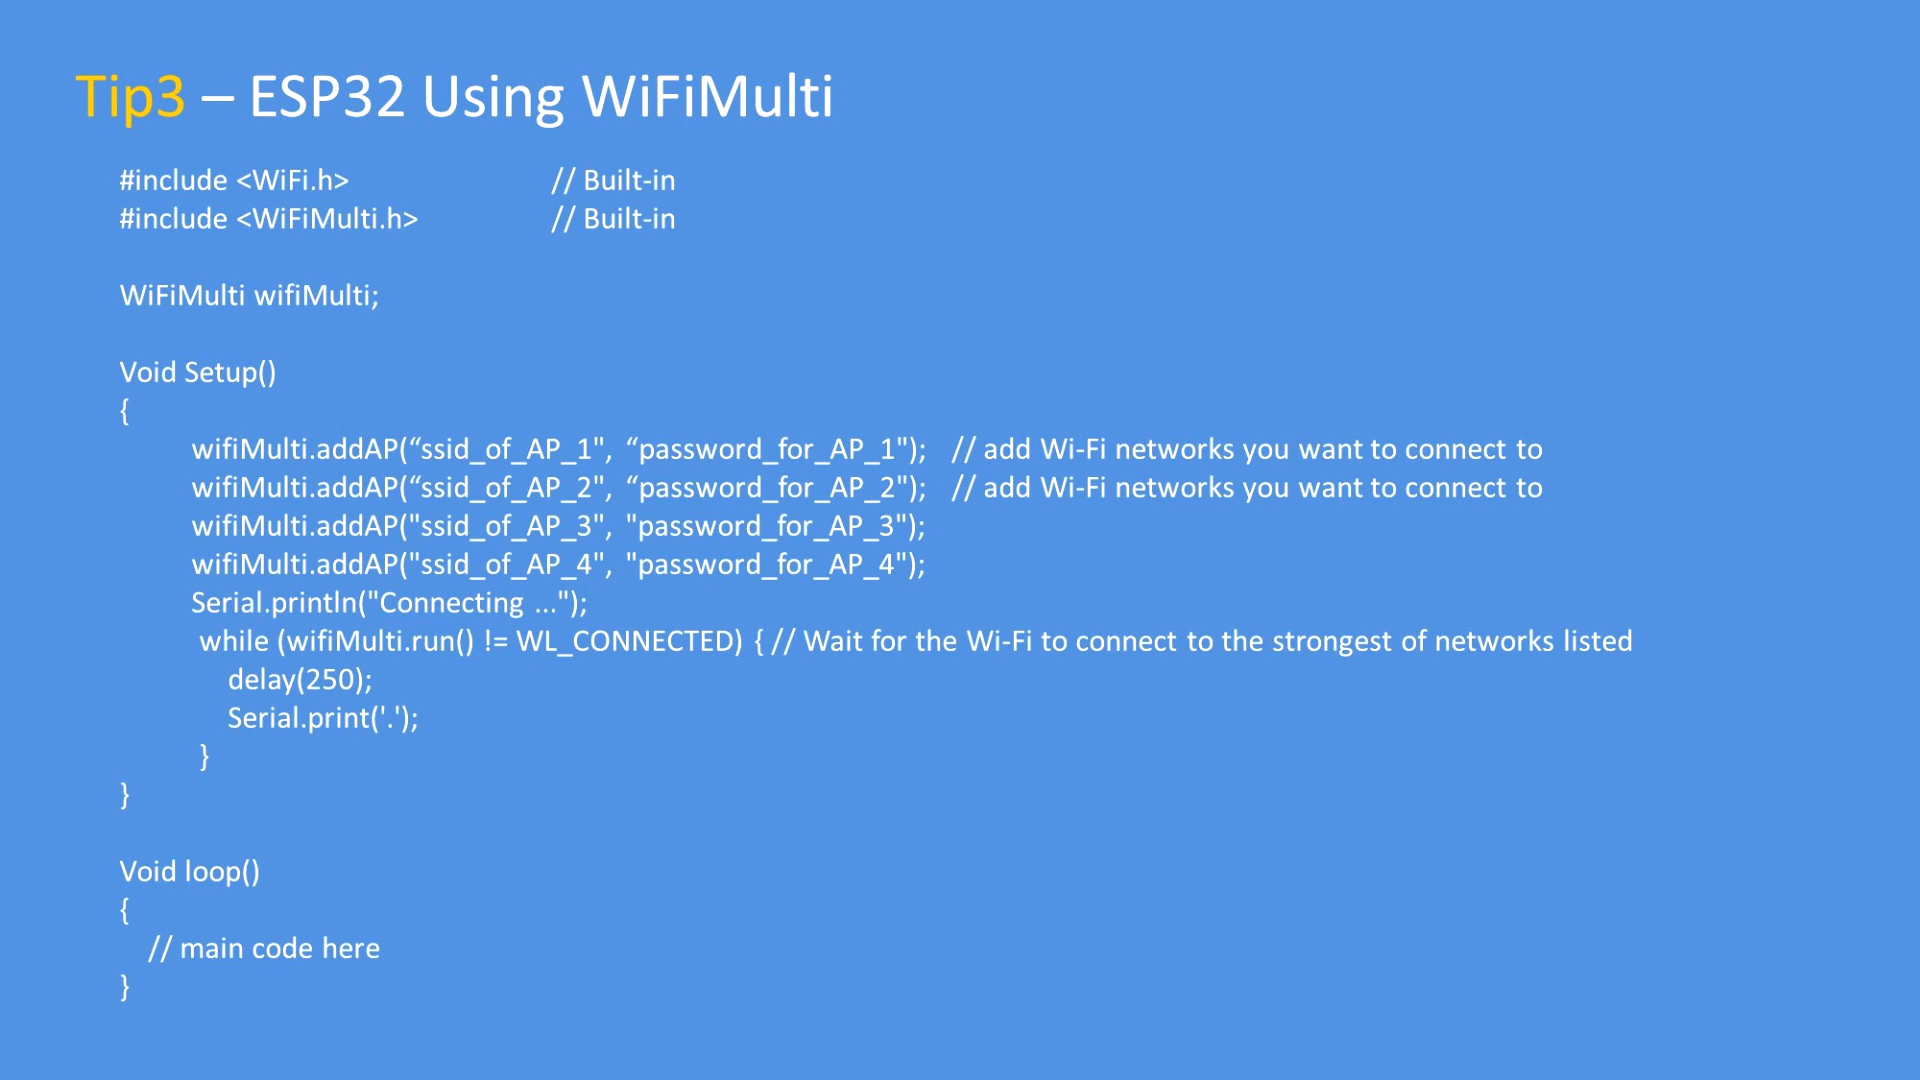 Tip3 – ESP32 Using WiFiMulti
#include <WiFi.h> // Built-in
#include <WiFiMulti.h> // Built-in
WiFiMulti wifiMulti;
Void Setup()
{
wifiMulti.addAP(“ssid_of_AP_1", “password_for_AP_1"); // add Wi-Fi networks you want to connect to
wifiMulti.addAP(“ssid_of_AP_2", “password_for_AP_2"); // add Wi-Fi networks you want to connect to
wifiMulti.addAP("ssid_of_AP_3", "password_for_AP_3");
wifiMulti.addAP("ssid_of_AP_4", "password_for_AP_4");
Serial.println("Connecting ...");
while (wifiMulti.run() != WL_CONNECTED) { // Wait for the Wi-Fi to connect to the strongest of networks listed
delay(250);
Serial.print('.');
}
}
Void loop()
{
// main code here
}